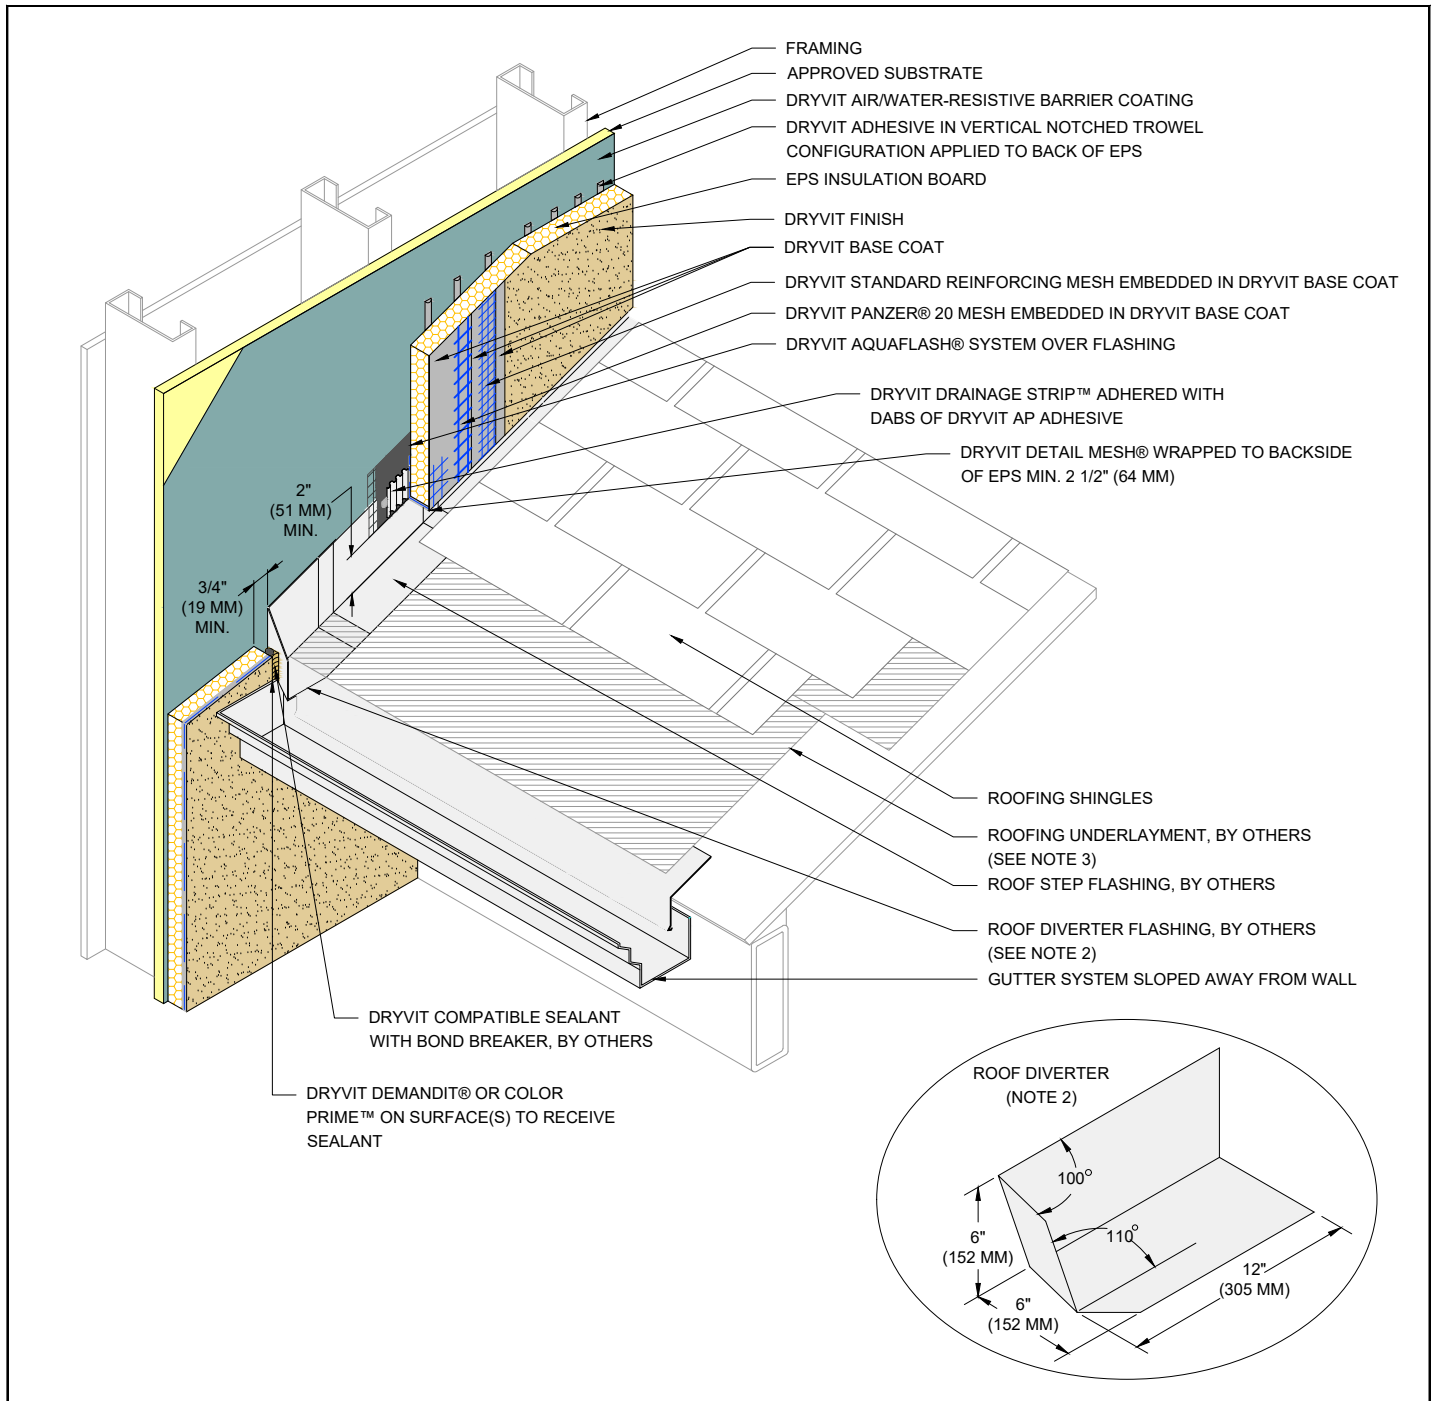 FRAMING
APPROVED SUBSTRATE
DRYVIT AIR/WATER-RESISTIVE BARRIER COATING
DRYVIT ADHESIVE IN VERTICAL NOTCHED TROWEL
CONFIGURATION APPLIED TO BACK OF EPS
EPS INSULATION BOARD
DRYVIT FINISH
DRYVIT BASE COAT
DRYVIT STANDARD REINFORCING MESH EMBEDDED IN DRYVIT BASE COAT
DRYVIT PANZER® 20 MESH EMBEDDED IN DRYVIT BASE COAT
DRYVIT AQUAFLASH® SYSTEM OVER FLASHING
DRYVIT DRAINAGE STRIP™ ADHERED WITH
DABS OF DRYVIT AP ADHESIVE
DRYVIT DETAIL MESH® WRAPPED TO BACKSIDE
OF EPS MIN. 2 1/2" (64 MM)
2"
(51 MM)
MIN.
3/4"
(19 MM)
MIN.
ROOFING SHINGLES
ROOFING UNDERLAYMENT, BY OTHERS
(SEE NOTE 3)
ROOF STEP FLASHING, BY OTHERS
ROOF DIVERTER FLASHING, BY OTHERS
(SEE NOTE 2)
GUTTER SYSTEM SLOPED AWAY FROM WALL
DRYVIT COMPATIBLE SEALANT
WITH BOND BREAKER, BY OTHERS
DRYVIT DEMANDIT® OR COLOR
PRIME™ ON SURFACE(S) TO RECEIVE
SEALANT
ROOF DIVERTER
(NOTE 2)
100°
110°
6"
(152 MM)
6"
(152 MM)
12"
(305 MM)